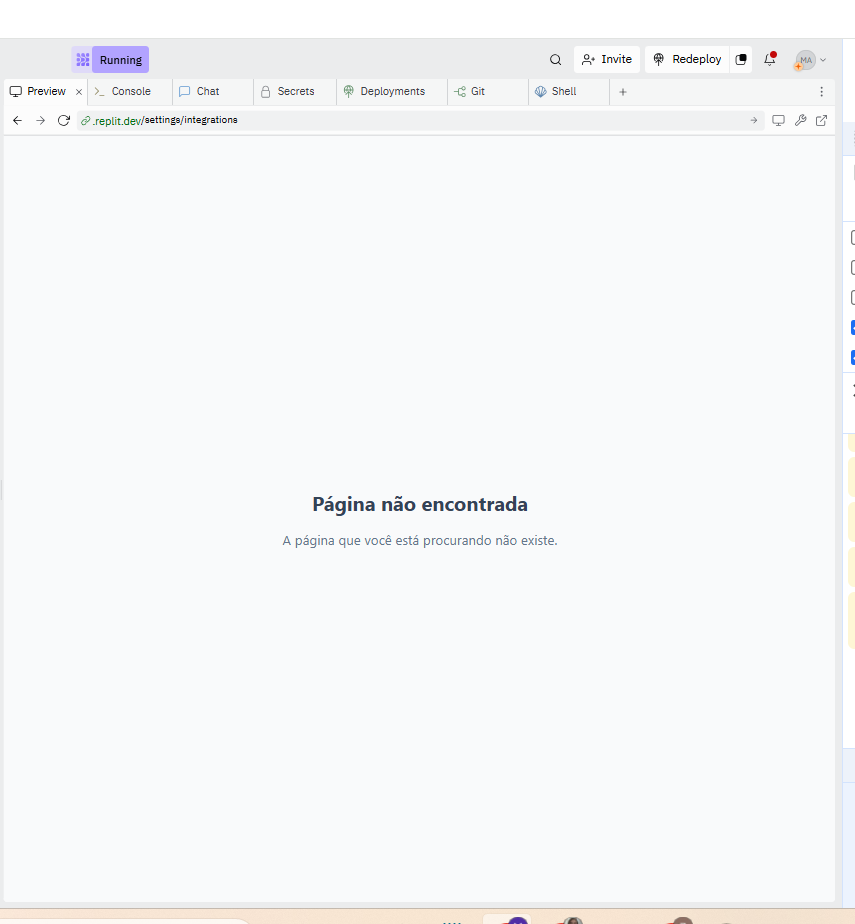 Running
Invite
Redeploy
MA
Preview
Console
Chat
Secrets
Deployments
Git
Shell
.replit.dev/settings/integrations
Página não encontrada
A página que você está procurando não existe.